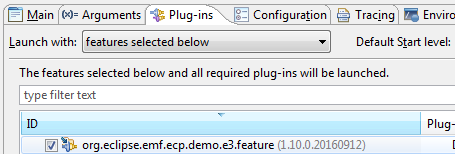 Main (x)= Arguments Plug-ins Configuration Tracing Enviro
Launch with: features selected below Default Start level:
The features selected below and all required plug-ins will be launched.
type filter text
ID Plug-
org.eclipse.emf.ecp.demo.e3.feature (1.10.0.20160912)